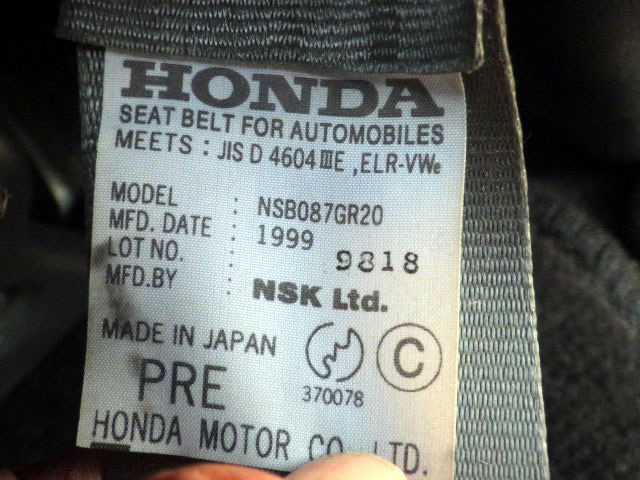 HONDA
SEAT BELT FOR AUTOMOBILES
MEETS : JIS D 4604ⅢE ,ELR-VWe
MODEL : NSB087GR20
MFD. DATE : 1999
LOT NO. : 9818
MFD.BY : NSK Ltd.
MADE IN JAPAN
C
370078
PRE
HONDA MOTOR CO. LTD.